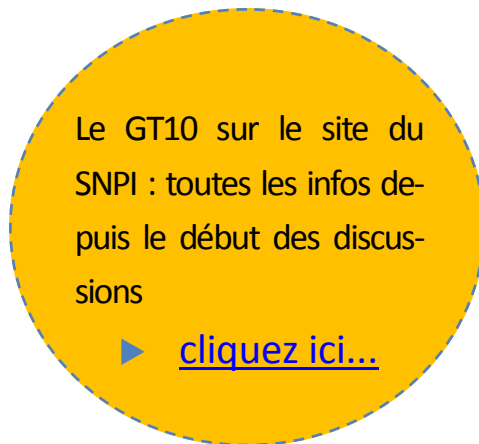 Le GT10 sur le site du
SNPI : toutes les infos de-
puis le début des discus-
sions
cliquez ici...